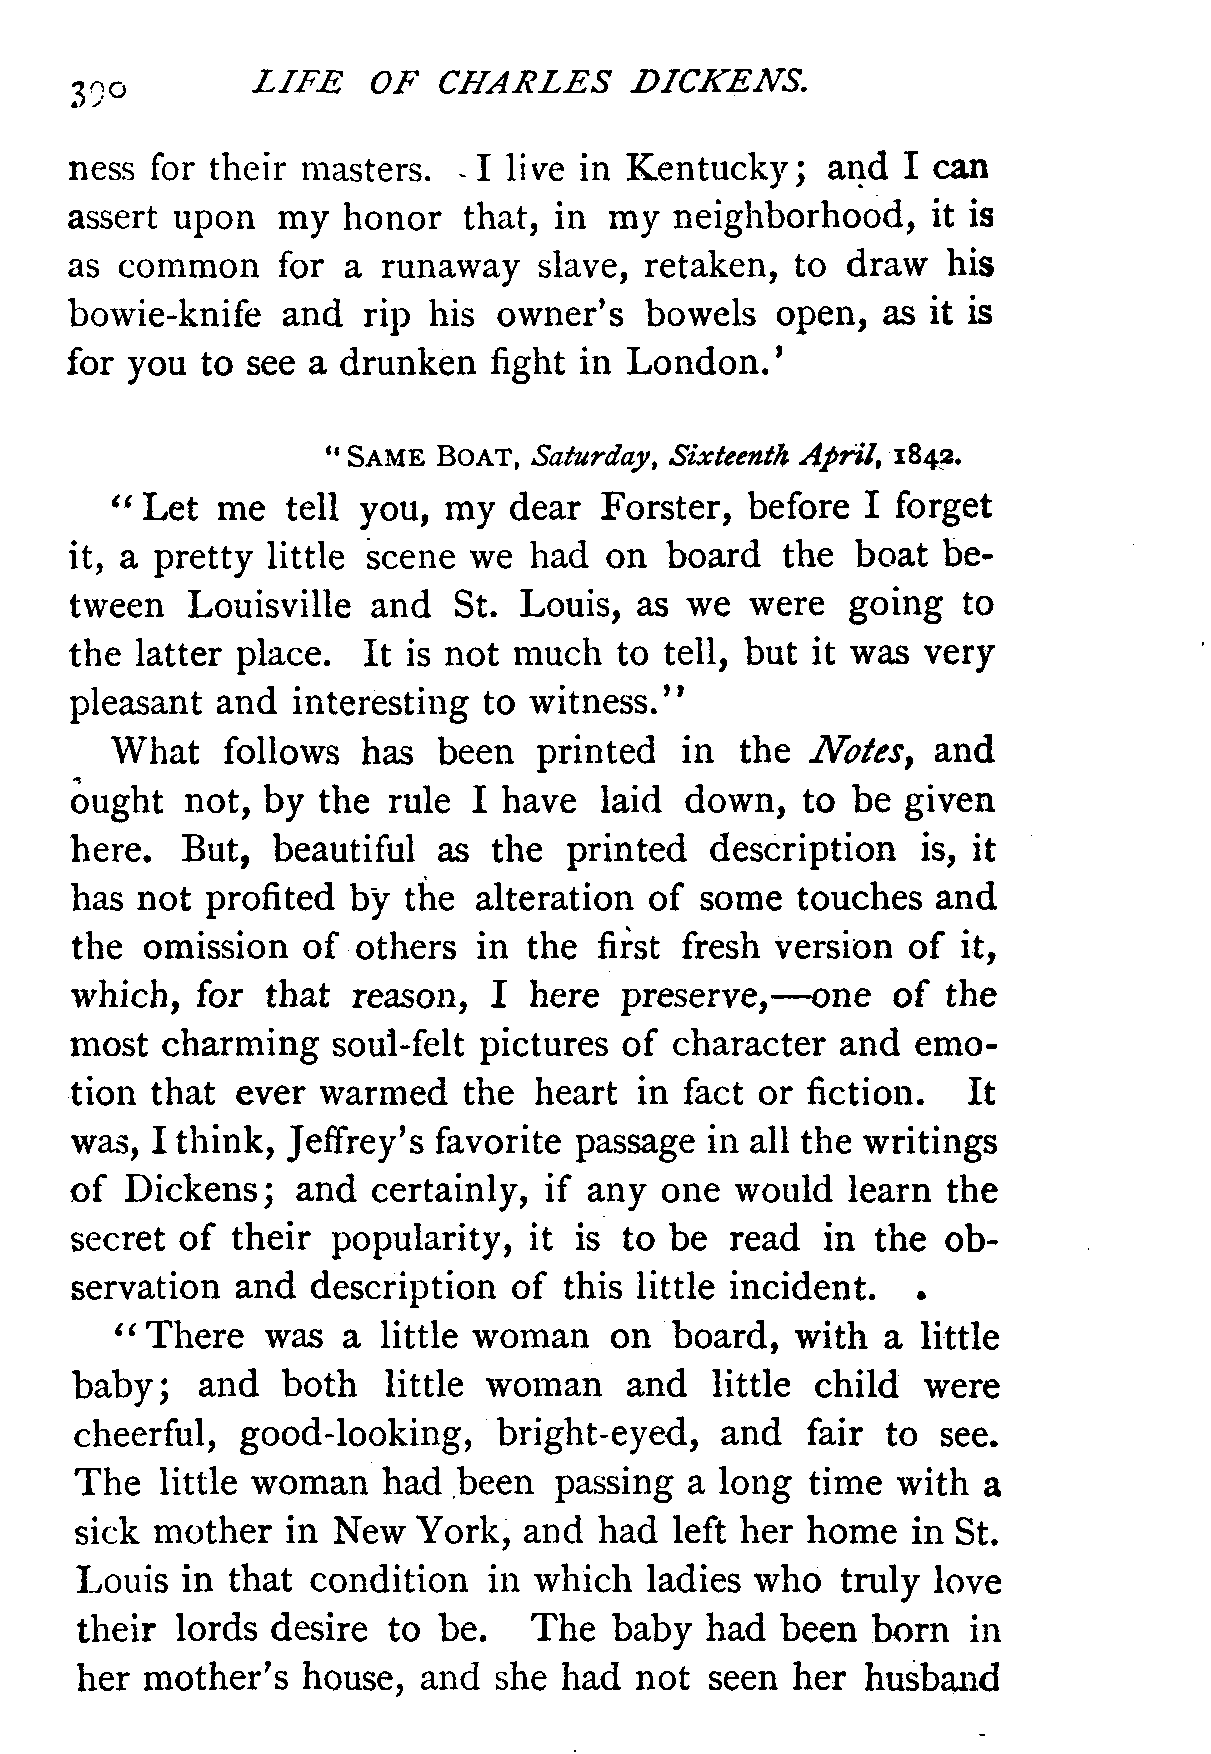 390 LIFE OF CHARLES DICKENS.
ness for their masters. I live in Kentucky; and I can
assert upon my honor that, in my neighborhood, it is
as common for a runaway slave, retaken, to draw his
bowie-knife and rip his owner's bowels open, as it is
for you to see a drunken fight in London.'
"SAME BOAT, Saturday, Sixteenth April, 1842.
"Let me tell you, my dear Forster, before I forget
it, a pretty little scene we had on board the boat be-
tween Louisville and St. Louis, as we were going to
the latter place. It is not much to tell, but it was very
pleasant and interesting to witness."
What follows has been printed in the Notes, and
ought not, by the rule I have laid down, to be given
here. But, beautiful as the printed description is, it
has not profited by the alteration of some touches and
the omission of others in the first fresh version of it,
which, for that reason, I here preserve,—one of the
most charming soul-felt pictures of character and emo-
tion that ever warmed the heart in fact or fiction. It
was, I think, Jeffrey's favorite passage in all the writings
of Dickens; and certainly, if any one would learn the
secret of their popularity, it is to be read in the ob-
servation and description of this little incident.
"There was a little woman on board, with a little
baby; and both little woman and little child were
cheerful, good-looking, bright-eyed, and fair to see.
The little woman had been passing a long time with a
sick mother in New York, and had left her home in St.
Louis in that condition in which ladies who truly love
their lords desire to be. The baby had been born in
her mother's house, and she had not seen her husband